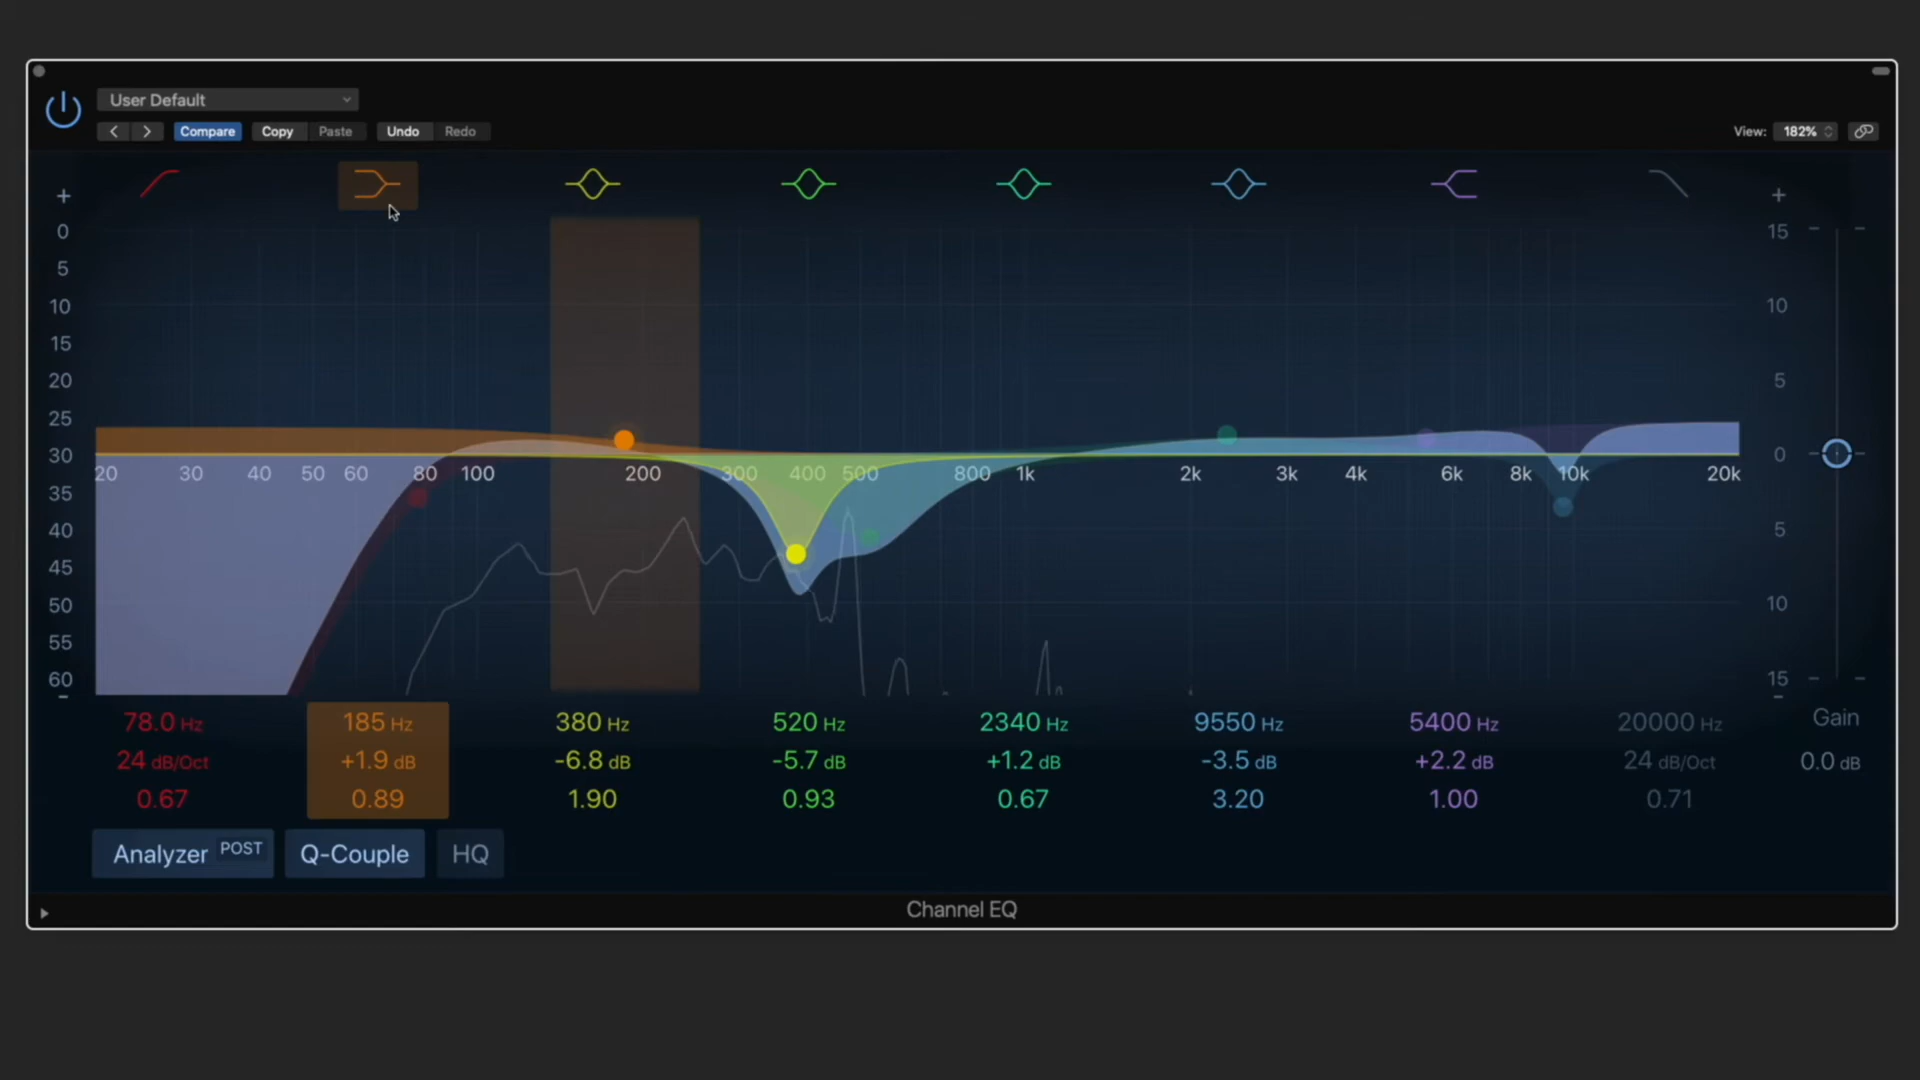 User Default
Compare Copy Paste Undo Redo View: 182%
+ +
0 15
5
10 10
15
20 5
25
30 0
20 30 40 50 60 80 100 200 300 400 500 800 1k 2k 3k 4k 6k 8k 10k 20k
35
40 5
45
50 10
55
60 15
- -
78.0 Hz 185 Hz 380 Hz 520 Hz 2340 Hz 9550 Hz 5400 Hz 20000 Hz Gain
24 dB/Oct +1.9 dB -6.8 dB -5.7 dB +1.2 dB -3.5 dB +2.2 dB 24 dB/Oct 0.0 dB
0.67 0.89 1.90 0.93 0.67 3.20 1.00 0.71
Analyzer POST Q-Couple HQ
Channel EQ